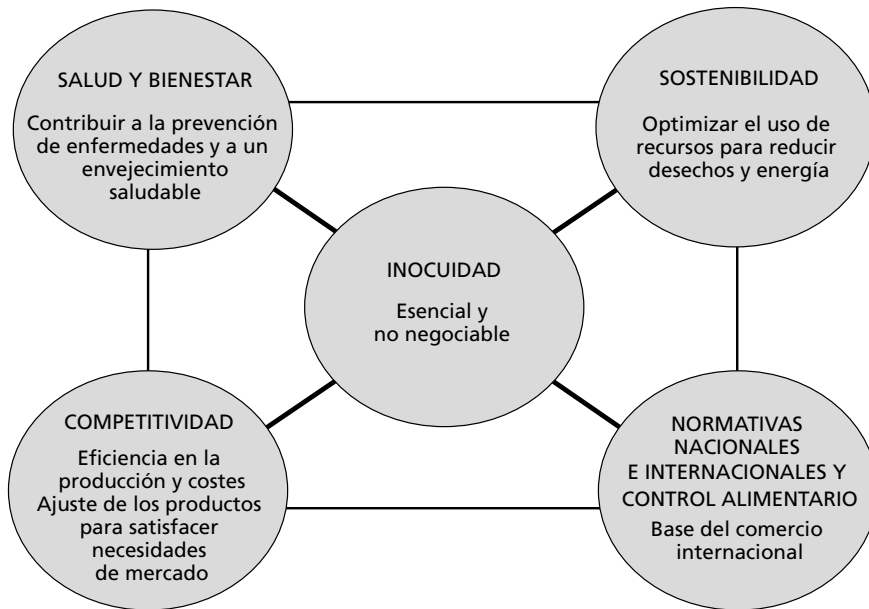 SALUD Y BIENESTAR
Contribuir a la prevención
de enfermedades y a un
envejecimiento
saludable
SOSTENIBILIDAD
Optimizar el uso de
recursos para reducir
desechos y energía
INOCUIDAD
Esencial y
no negociable
COMPETITIVIDAD
Eficiencia en la
producción y costes
Ajuste de los productos
para satisfacer
necesidades
de mercado
NORMATIVAS
NACIONALES
E INTERNACIONALES Y
CONTROL ALIMENTARIO
Base del comercio
internacional